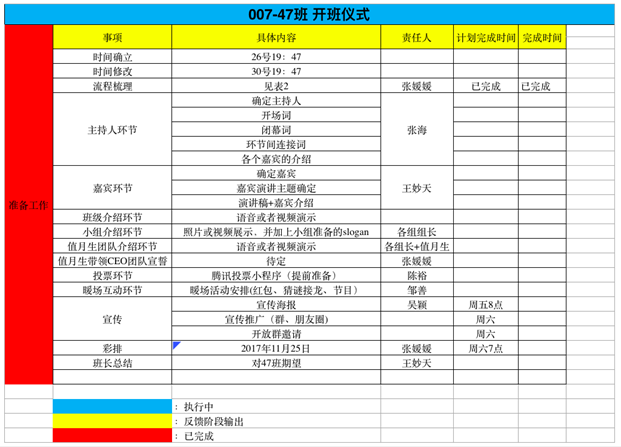 007-47班 开班仪式
事项 具体内容 责任人 计划完成时间 完成时间
准备工作
时间确立 26号19：47
时间修改 30号19：47
流程梳理 见表2 张媛媛 已完成 已完成
主持人环节 确定主持人 张海
开场词
闭幕词
环节间连接词
各个嘉宾的介绍
嘉宾环节 确定嘉宾 王妙天
嘉宾演讲主题确定
演讲稿+嘉宾介绍
班级介绍环节 语音或者视频演示
小组介绍环节 照片或视频展示、并加上小组准备的slogan 各组组长
值月生团队介绍环节 语音或者视频演示 各组长+值月生
值月生带领CEO团队宣誓 待定 张媛媛
投票环节 腾讯投票小程序（提前准备） 陈裕
暖场互动环节 暖场活动安排(红包、猜谜接龙、节目） 邹善
宣传 宣传海报 吴颖 周五8点
宣传推广（群、朋友圈) 周六
开放群邀请 周六
彩排 2017年11月25日 张媛媛 周六7点
班长总结 对47班期望 王妙天
：执行中
：反馈阶段输出
：已完成